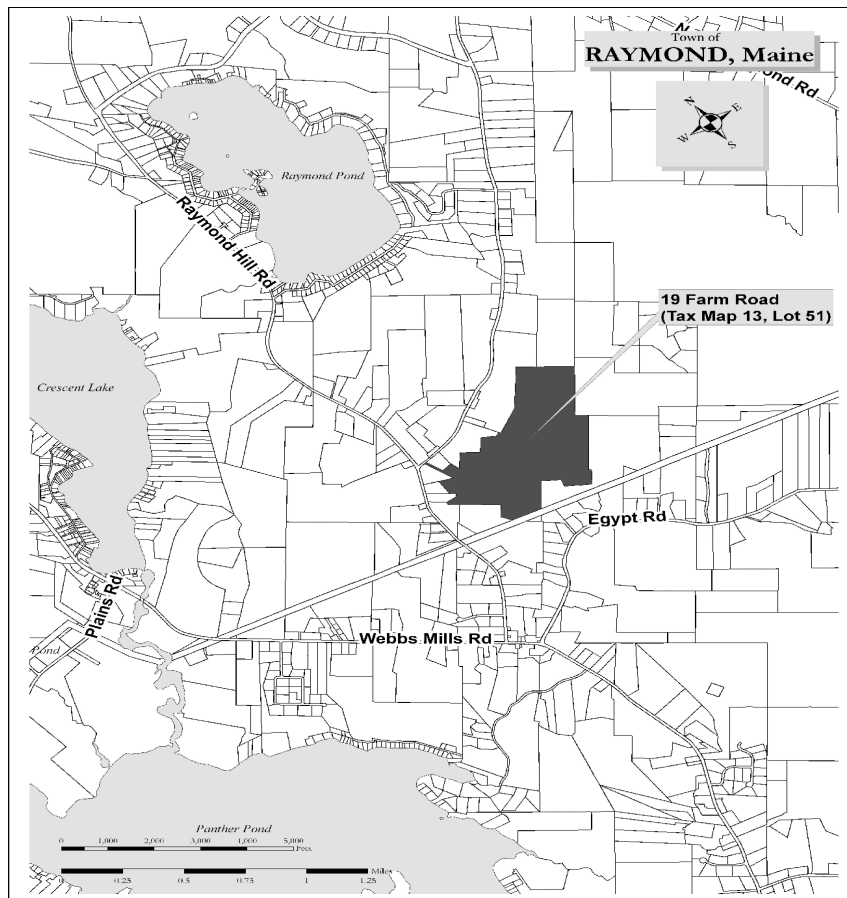 Town of
RAYMOND, Maine
ond Rd
N
E
W
S
Raymond Pond
Raymond Hill Rd
19 Farm Road
(Tax Map 13, Lot 51)
Crescent Lake
Egypt Rd
Plains Rd
Webbs Mills Rd
Pond
Panther Pond
0 1,000 2,000 3,000 4,000 5,000
Feet
Miles
0 0.25 0.5 0.75 1 1.25